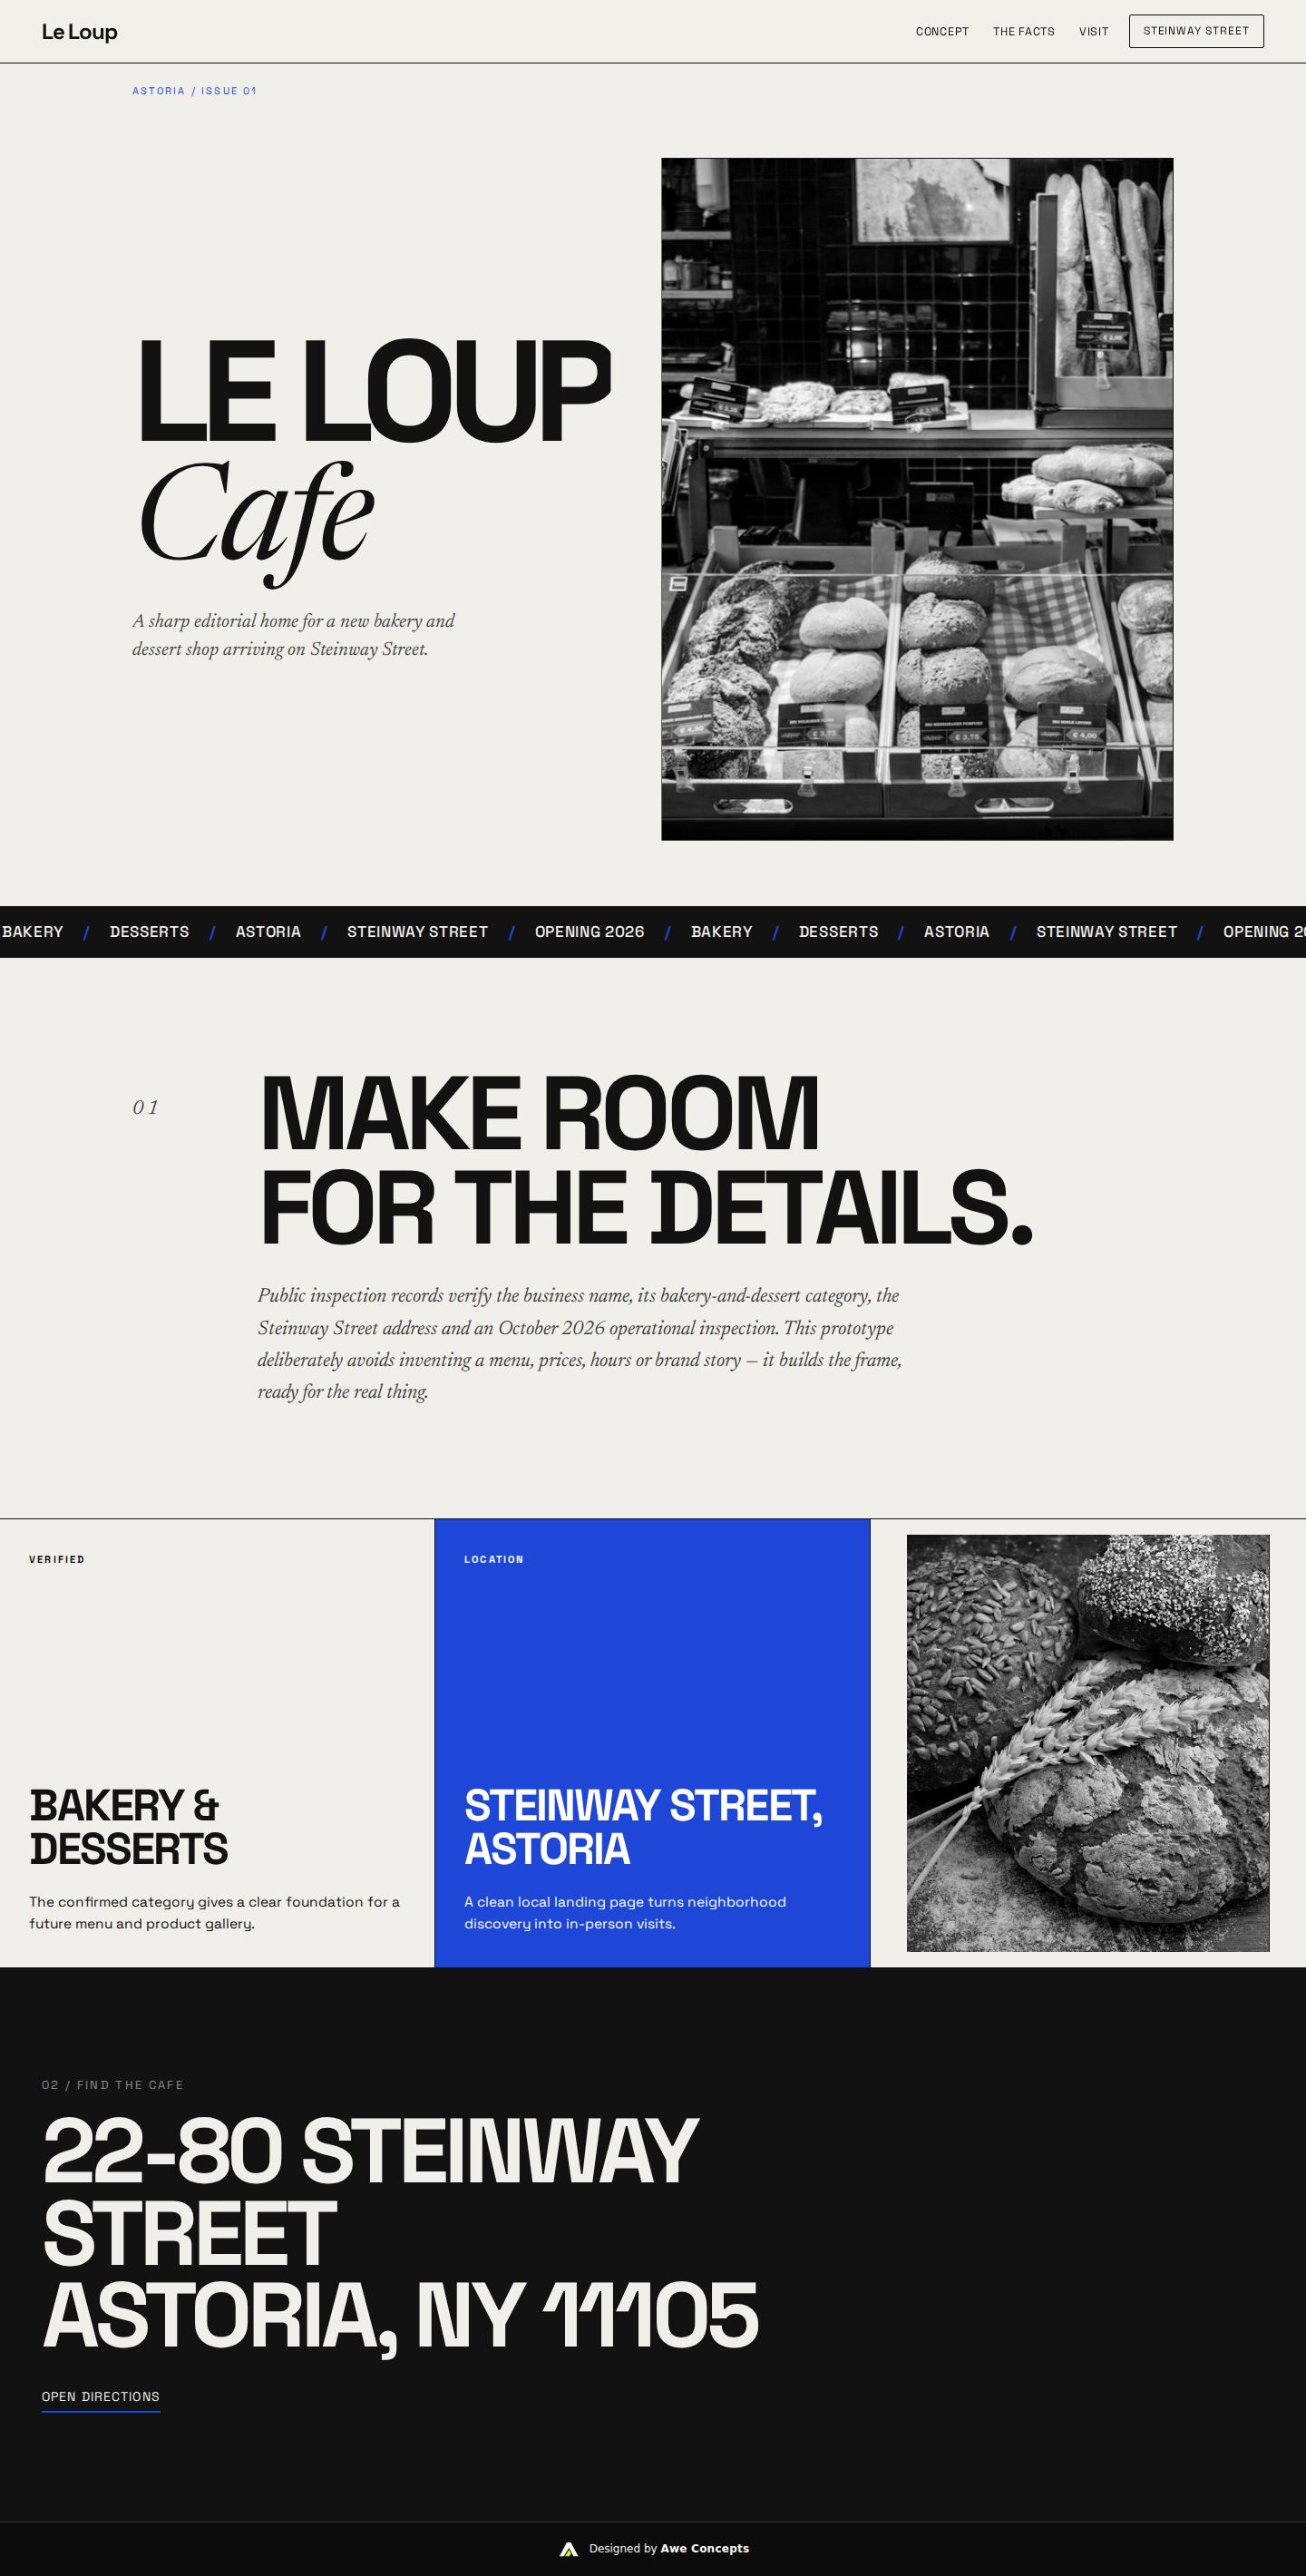 Le Loup
CONCEPT THE FACTS VISIT STEINWAY STREET
ASTORIA / ISSUE 01
LE LOUP
Cafe
A sharp editorial home for a new bakery and
dessert shop arriving on Steinway Street.
€ 3,75
€ 3,75
€ 4,00
BAKERY / DESSERTS / ASTORIA / STEINWAY STREET / OPENING 2026 / BAKERY / DESSERTS / ASTORIA / STEINWAY STREET / OPENING 20
01
MAKE ROOM
FOR THE DETAILS.
Public inspection records verify the business name, its bakery-and-dessert category, the
Steinway Street address and an October 2026 operational inspection. This prototype
deliberately avoids inventing a menu, prices, hours or brand story — it builds the frame,
ready for the real thing.
VERIFIED
BAKERY &
DESSERTS
The confirmed category gives a clear foundation for a
future menu and product gallery.
LOCATION
STEINWAY STREET,
ASTORIA
A clean local landing page turns neighborhood
discovery into in-person visits.
02 / FIND THE CAFE
22-80 STEINWAY
STREET
ASTORIA, NY 11105
OPEN DIRECTIONS
Designed by Awe Concepts